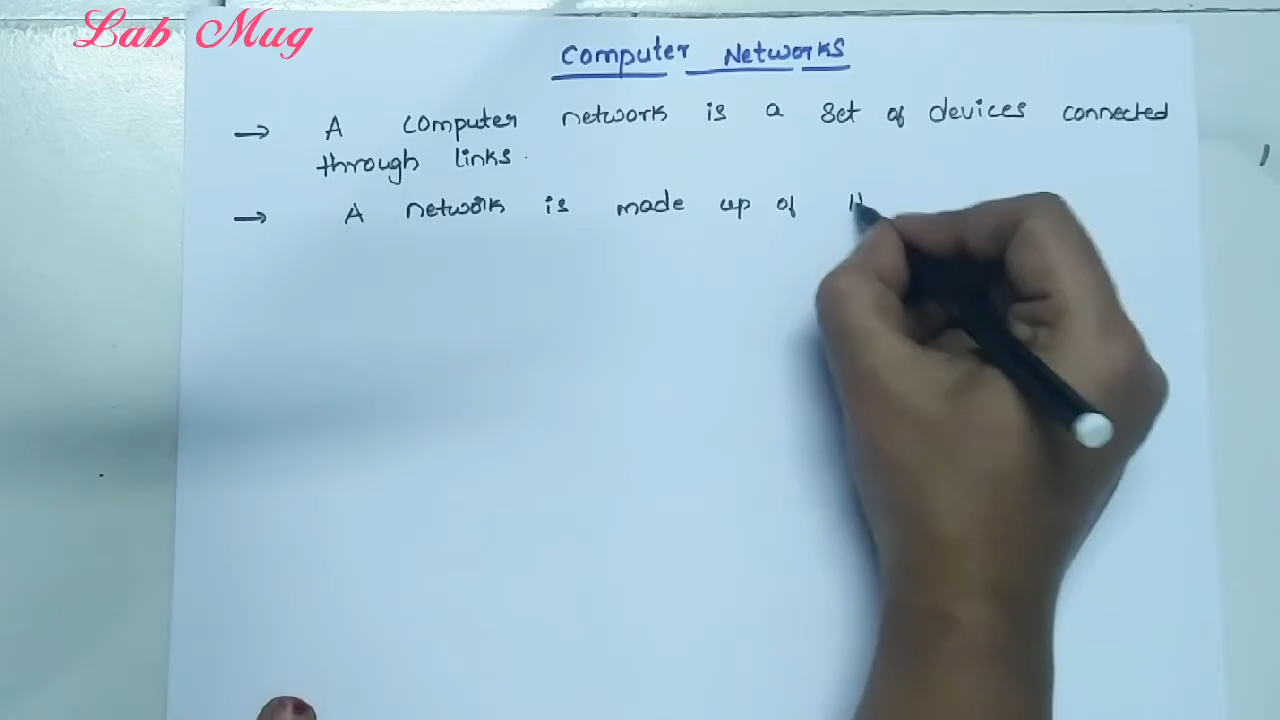 Lab Mug
Computer Networks
→ A computer network is a set of devices connected
through links.
→ A network is made up of